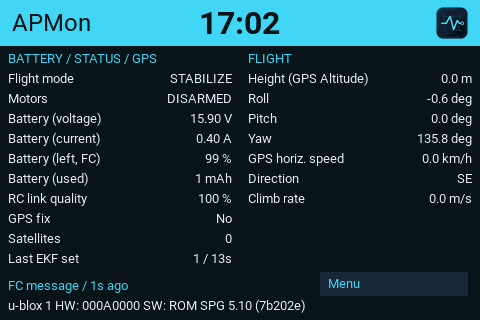 APMon 17:02
BATTERY / STATUS / GPS
Flight mode STABILIZE
Motors DISARMED
Battery (voltage) 15.90 V
Battery (current) 0.40 A
Battery (left, FC) 99 %
Battery (used) 1 mAh
RC link quality 100 %
GPS fix No
Satellites 0
Last EKF set 1 / 13s
FLIGHT
Height (GPS Altitude) 0.0 m
Roll -0.6 deg
Pitch 0.0 deg
Yaw 135.8 deg
GPS horiz. speed 0.0 km/h
Direction SE
Climb rate 0.0 m/s
Menu
FC message / 1s ago
u-blox 1 HW: 000A0000 SW: ROM SPG 5.10 (7b202e)